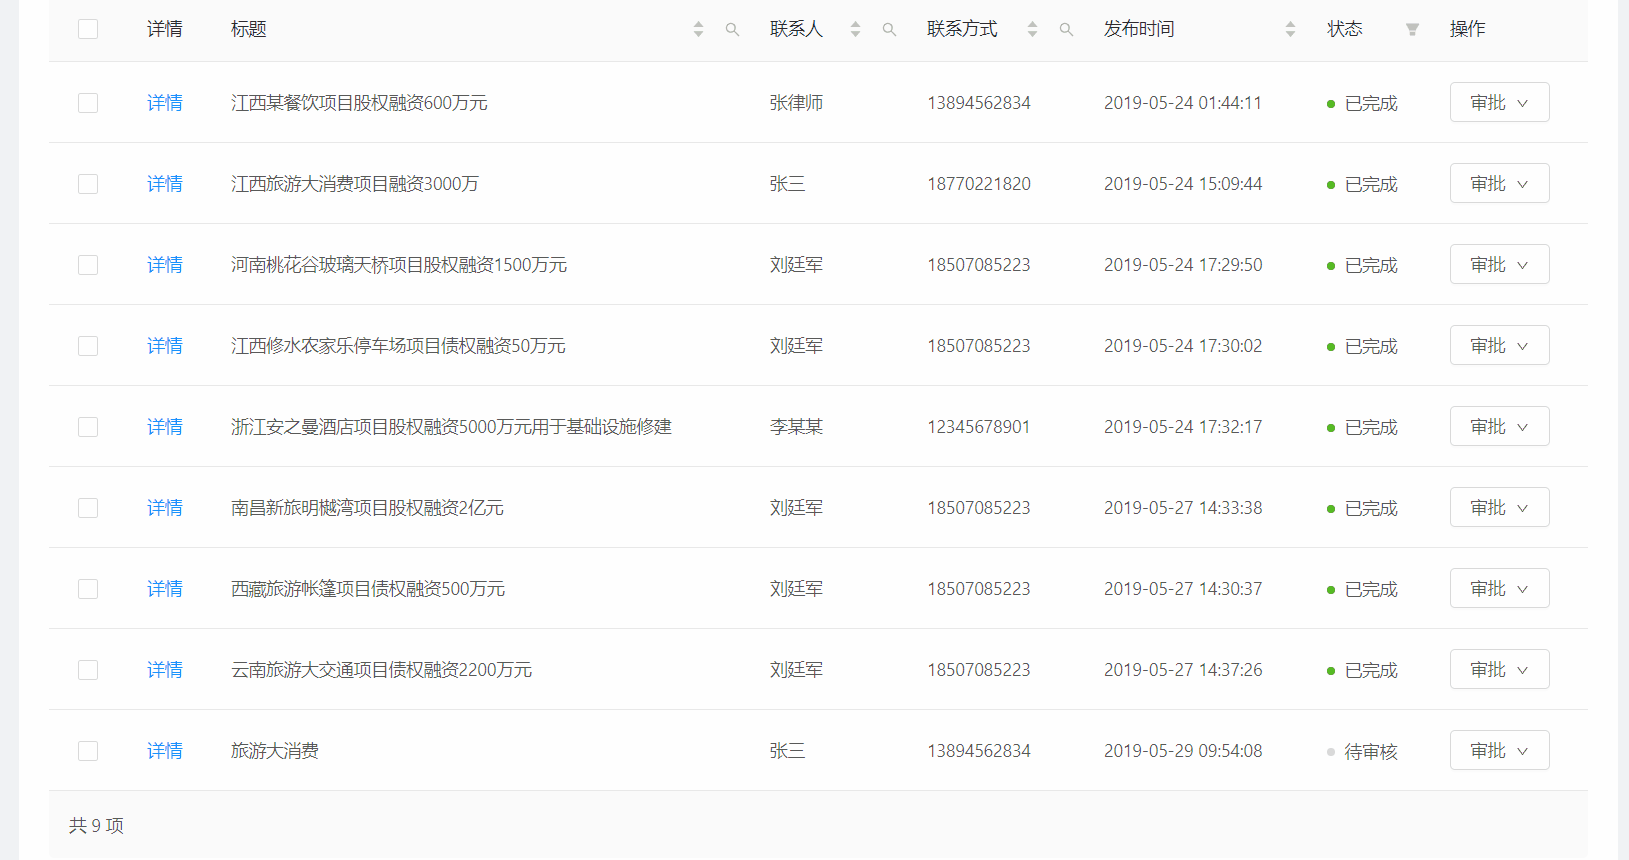 详情 标题 联系人 联系方式 发布时间 状态 操作
详情 江西某餐饮项目股权融资600万元 张律师 13894562834 2019-05-24 01:44:11 已完成 审批
详情 江西旅游大消费项目融资3000万 张三 18770221820 2019-05-24 15:09:44 已完成 审批
详情 河南桃花谷玻璃天桥项目股权融资1500万元 刘廷军 18507085223 2019-05-24 17:29:50 已完成 审批
详情 江西修水农家乐停车场项目债权融资50万元 刘廷军 18507085223 2019-05-24 17:30:02 已完成 审批
详情 浙江安之曼酒店项目股权融资5000万元用于基础设施修建 李某某 12345678901 2019-05-24 17:32:17 已完成 审批
详情 南昌新旅明樾湾项目股权融资2亿元 刘廷军 18507085223 2019-05-27 14:33:38 已完成 审批
详情 西藏旅游帐篷项目债权融资500万元 刘廷军 18507085223 2019-05-27 14:30:37 已完成 审批
详情 云南旅游大交通项目债权融资2200万元 刘廷军 18507085223 2019-05-27 14:37:26 已完成 审批
详情 旅游大消费 张三 13894562834 2019-05-29 09:54:08 待审核 审批
共 9 项